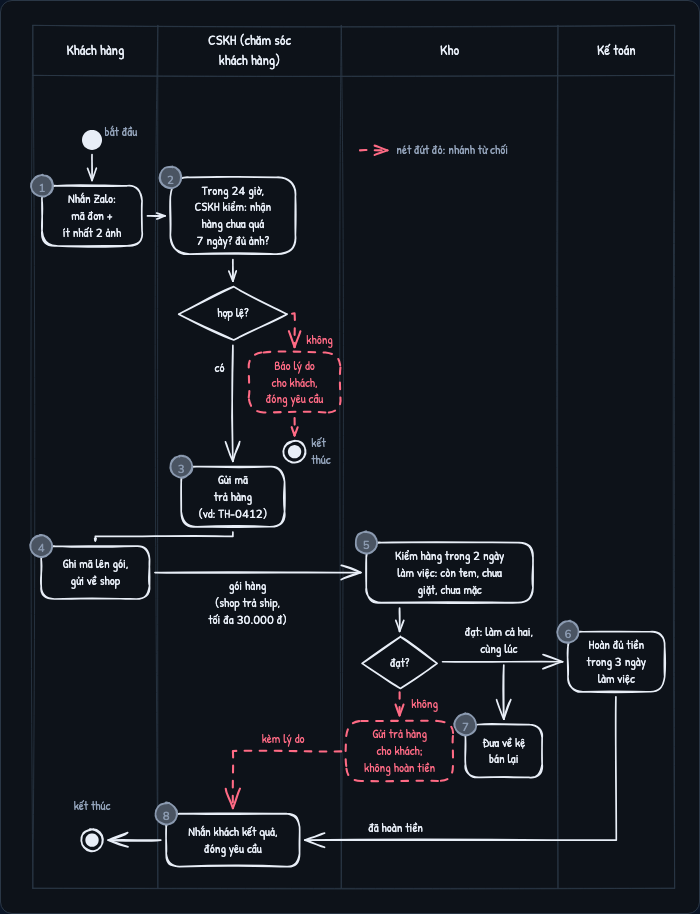 Khách hàng
CSKH (chăm sóc
khách hàng)
Kho
Kế toán
bắt đầu
nét đứt đỏ: nhánh từ chối
1
Nhắn Zalo:
mã đơn +
ít nhất 2 ảnh
2
Trong 24 giờ,
CSKH kiểm: nhận
hàng chưa quá
7 ngày? đủ ảnh?
hợp lệ?
không
có
Báo lý do
cho khách,
đóng yêu cầu
kết
thúc
3
Gửi mã
trả hàng
(vd: TH-0412)
4
Ghi mã lên gói,
gửi về shop
gói hàng
(shop trả ship,
tối đa 30.000 đ)
5
Kiểm hàng trong 2 ngày
làm việc: còn tem, chưa
giặt, chưa mặc
đạt?
đạt: làm cả hai,
cùng lúc
6
Hoàn đủ tiền
trong 3 ngày
làm việc
không
Gửi trả hàng
cho khách;
không hoàn tiền
7
Đưa về kệ
bán lại
kèm lý do
kết thúc
8
Nhắn khách kết quả,
đóng yêu cầu
đã hoàn tiền